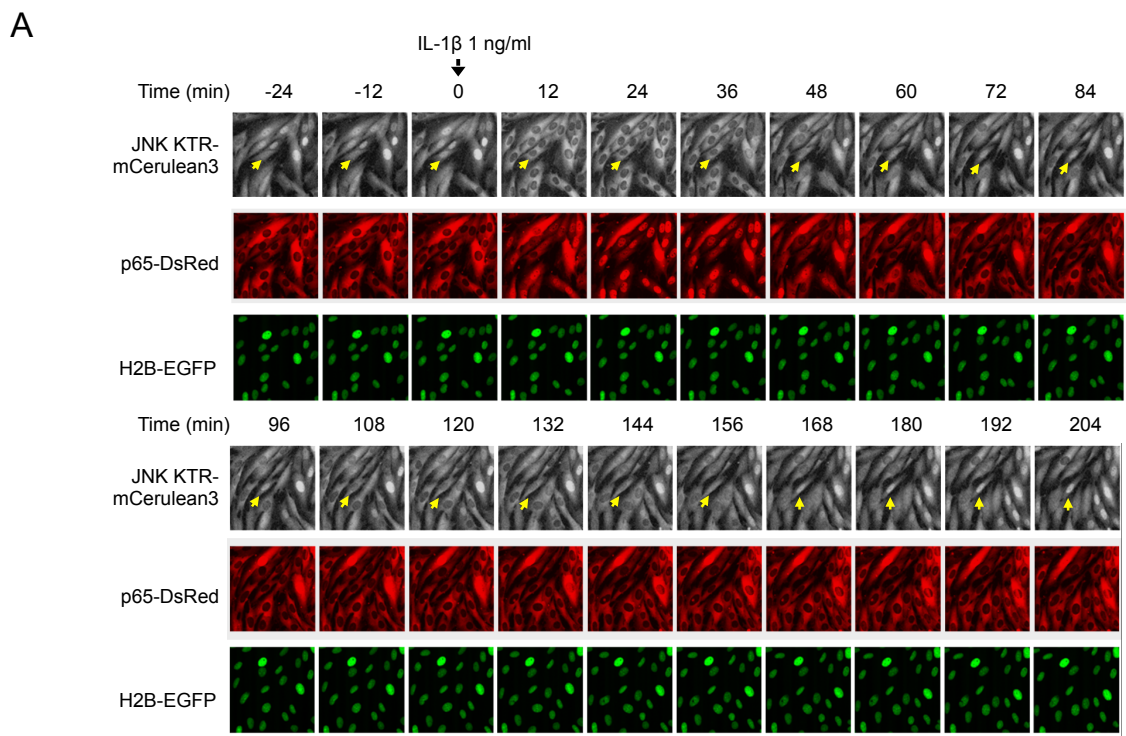 A
IL-1β 1 ng/ml
Time (min) -24 -12 0 12 24 36 48 60 72 84
JNK KTR-
mCerulean3
p65-DsRed
H2B-EGFP
Time (min) 96 108 120 132 144 156 168 180 192 204
JNK KTR-
mCerulean3
p65-DsRed
H2B-EGFP